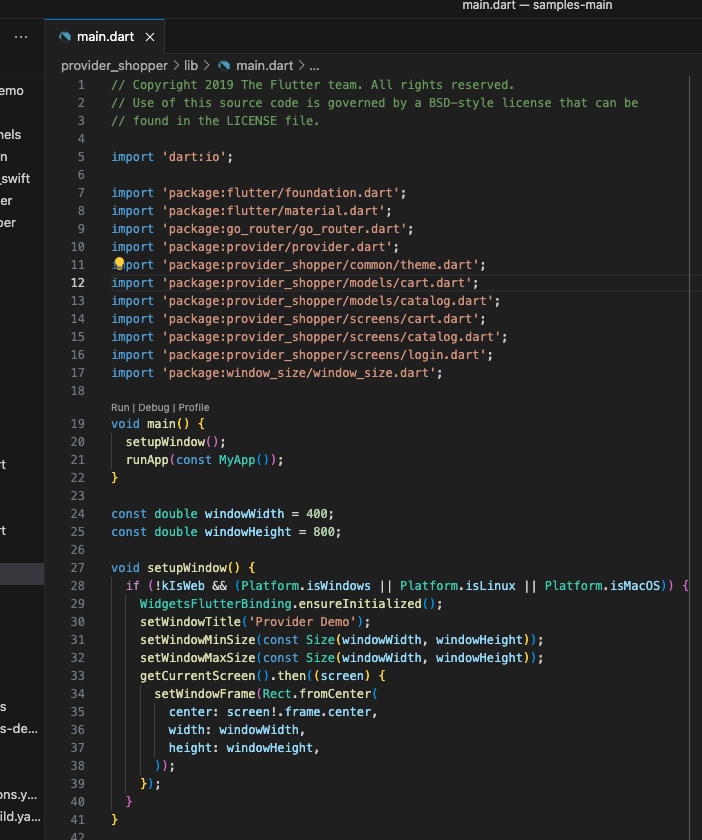 main.dart — samples-main
...
main.dart ×
provider_shopper > lib > main.dart > ...
emo
nels
n
_swift
er
per
rt
rt
s
s-de...
ons.y...
ild.ya...
1 // Copyright 2019 The Flutter team. All rights reserved.
2 // Use of this source code is governed by a BSD-style license that can be
3 // found in the LICENSE file.
4
5 import 'dart:io';
6
7 import 'package:flutter/foundation.dart';
8 import 'package:flutter/material.dart';
9 import 'package:go_router/go_router.dart';
10 import 'package:provider/provider.dart';
11 import 'package:provider_shopper/common/theme.dart';
12 import 'package:provider_shopper/models/cart.dart';
13 import 'package:provider_shopper/models/catalog.dart';
14 import 'package:provider_shopper/screens/cart.dart';
15 import 'package:provider_shopper/screens/catalog.dart';
16 import 'package:provider_shopper/screens/login.dart';
17 import 'package:window_size/window_size.dart';
18
Run | Debug | Profile
19 void main() {
20   setupWindow();
21   runApp(const MyApp());
22 }
23
24 const double windowWidth = 400;
25 const double windowHeight = 800;
26
27 void setupWindow() {
28   if (!kIsWeb && (Platform.isWindows || Platform.isLinux || Platform.isMacOS)) {
29     WidgetsFlutterBinding.ensureInitialized();
30     setWindowTitle('Provider Demo');
31     setWindowMinSize(const Size(windowWidth, windowHeight));
32     setWindowMaxSize(const Size(windowWidth, windowHeight));
33     getCurrentScreen().then((screen) {
34       setWindowFrame(Rect.fromCenter(
35         center: screen!.frame.center,
36         width: windowWidth,
37         height: windowHeight,
38       ));
39     });
40   }
41 }
42